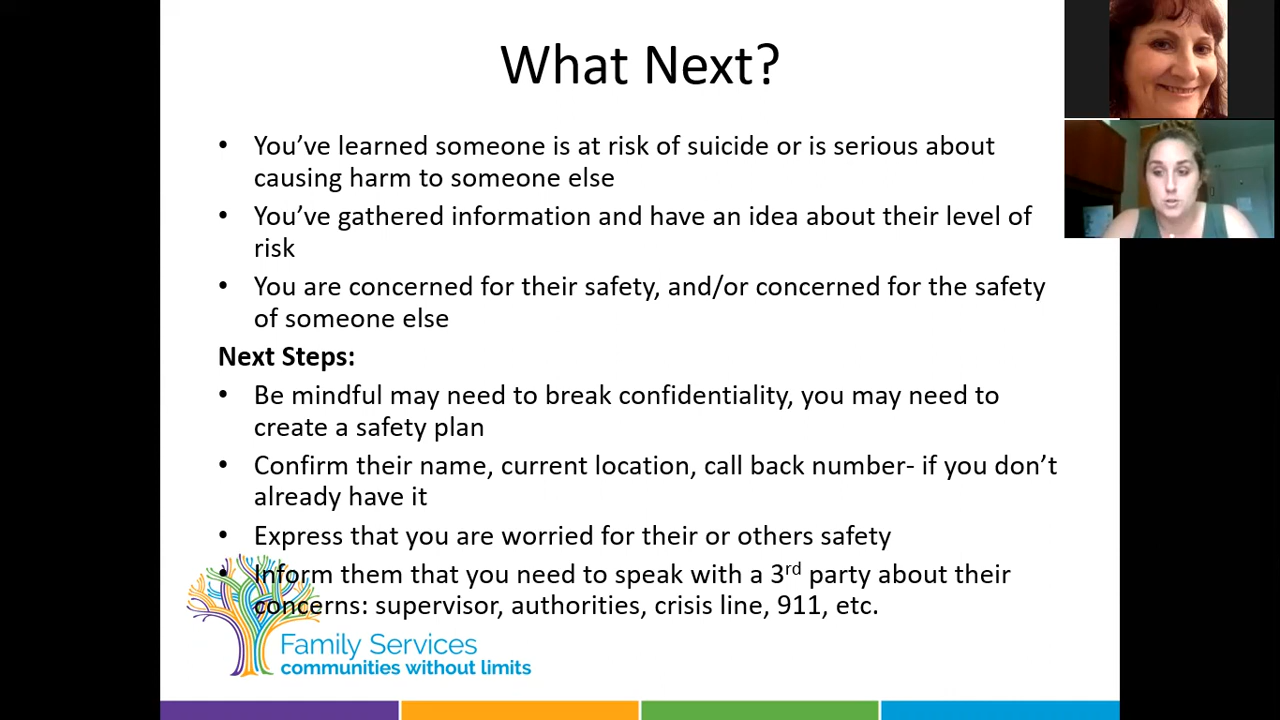 What Next?
• You’ve learned someone is at risk of suicide or is serious about
causing harm to someone else
• You’ve gathered information and have an idea about their level of
risk
• You are concerned for their safety, and/or concerned for the safety
of someone else
Next Steps:
• Be mindful may need to break confidentiality, you may need to
create a safety plan
• Confirm their name, current location, call back number- if you don’t
already have it
• Express that you are worried for their or others safety
• Inform them that you need to speak with a 3rd party about their
concerns: supervisor, authorities, crisis line, 911, etc.
Family Services
communities without limits